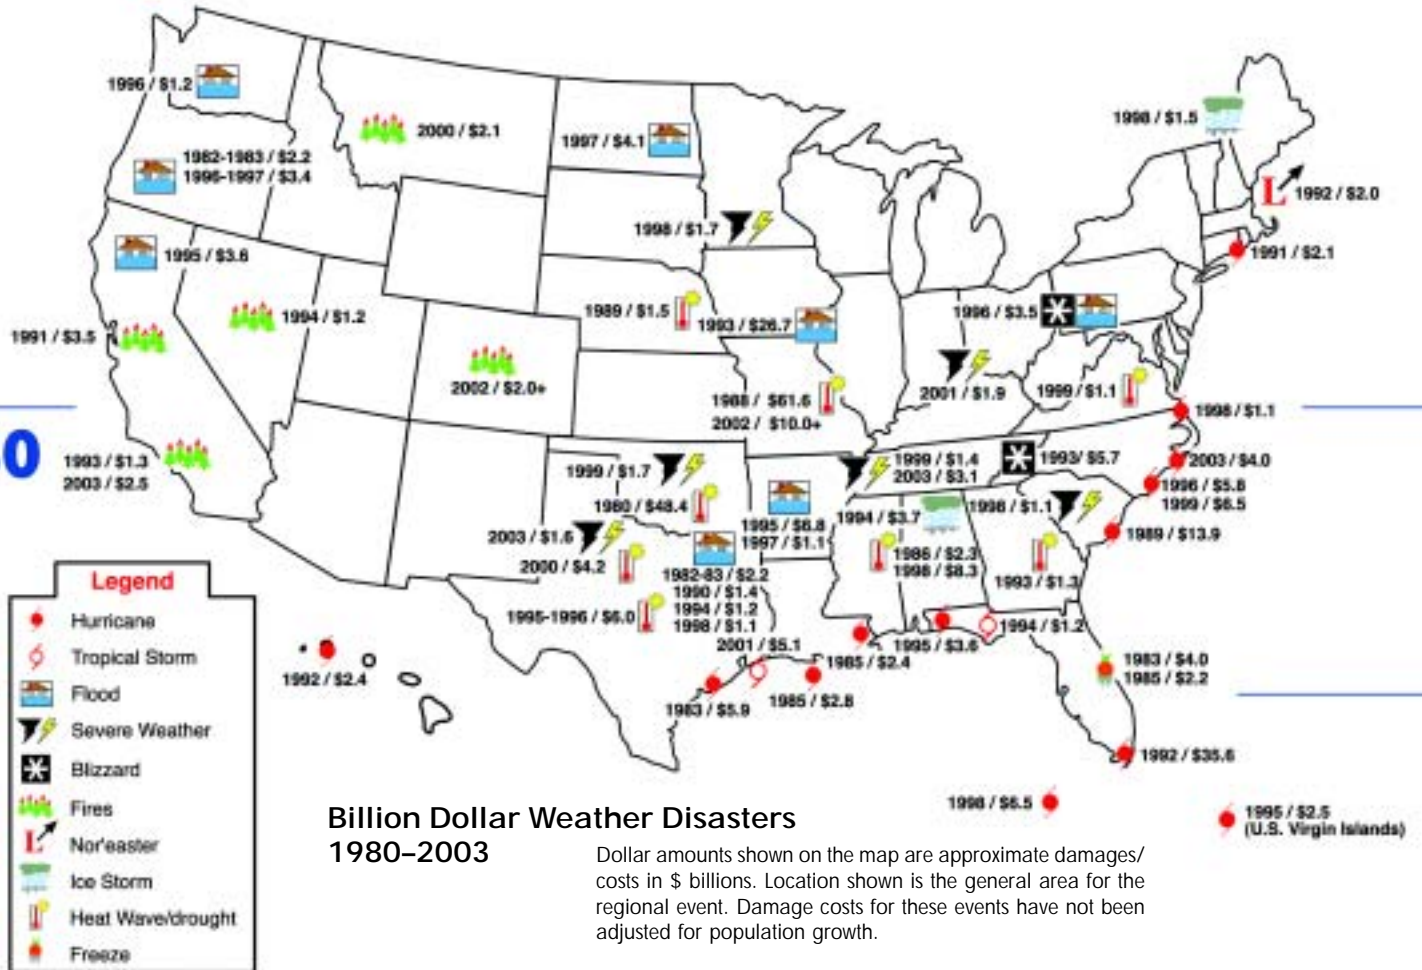 1996 / $1.2
2000 / $2.1
1997 / $4.1
1998 / $1.5
1982-1983 / $2.2
1996-1997 / $3.4
1992 / $2.0
1998 / $1.7
1995 / $3.6
1991 / $2.1
1994 / $1.2
1989 / $1.5
1993 / $26.7
1996 / $3.5
L
1991 / $3.5
2002 / $2.0+
1988 / $61.6
2002 / $10.0+
2001 / $1.9
1999 / $1.1
1998 / $1.1
0
1993 / $1.3
2003 / $2.5
1999 / $1.7
1999 / $1.4
2003 / $3.1
1993/ $5.7
2003 / $4.0
1996 / $5.8
1999 / $6.5
1980 / $48.4
1995 / $6.8
1997 / $1.1
1994 / $3.7
1998 / $1.1
1989 / $13.9
2003 / $1.6
2000 / $4.2
1986 / $2.3
1998 / $8.3
1993 / $1.3
1982-83 / $2.2
1990 / $1.4
1994 / $1.2
1998 / $1.1
1995-1996 / $6.0
2001 / $5.1
1985 / $2.4
1995 / $3.6
1994 / $1.2
1983 / $4.0
1985 / $2.2
1992 / $2.4
1983 / $5.9
1985 / $2.8
1992 / $35.6
1998 / $6.5
1995 / $2.5
(U.S. Virgin Islands)
Legend
Hurricane
Tropical Storm
Flood
Severe Weather
Blizzard
Fires
L Nor'easter
Ice Storm
Heat Wave/drought
Freeze
Billion Dollar Weather Disasters
1980–2003
Dollar amounts shown on the map are approximate damages/
costs in $ billions. Location shown is the general area for the
regional event. Damage costs for these events have not been
adjusted for population growth.